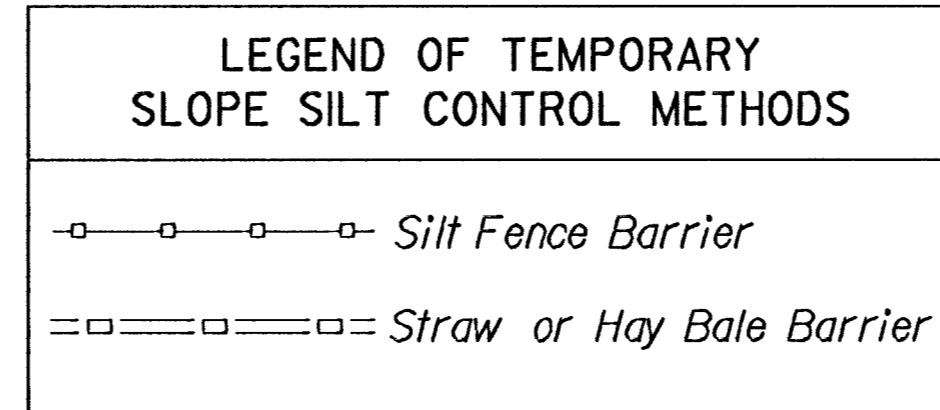 LEGEND OF TEMPORARY
SLOPE SILT CONTROL METHODS
Silt Fence Barrier
Straw or Hay Bale Barrier